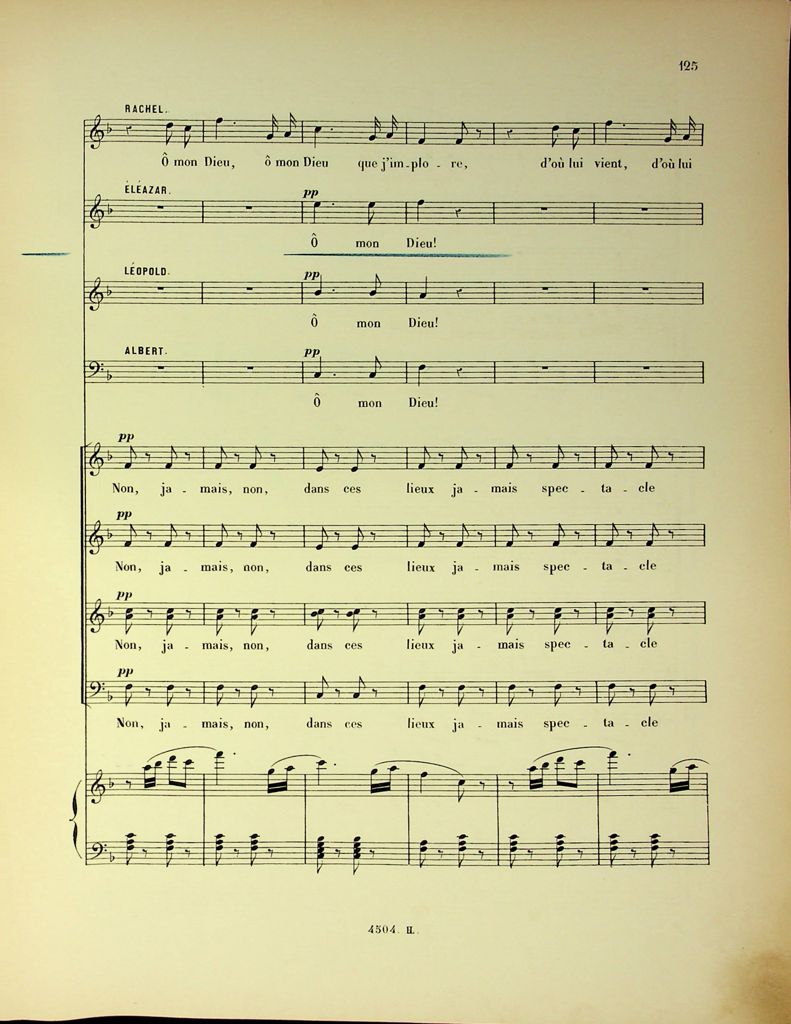 125
RACHEL.
Ô mon Dieu, ô mon Dieu que j'im-plo-re, d'où lui vient, d'où lui
ÉLÉAZAR.
pp
Ô mon Dieu!
LÉOPOLD.
pp
Ô mon Dieu!
ALBERT.
pp
Ô mon Dieu!
pp
Non, ja-mais, non, dans ces lieux ja-mais spec-ta-cle
pp
Non, ja-mais, non, dans ces lieux ja-mais spec-ta-cle
pp
Non, ja-mais, non, dans ces lieux ja-mais spec-ta-cle
pp
Non, ja-mais, non, dans ces lieux ja-mais spec-ta-cle
4504. H.